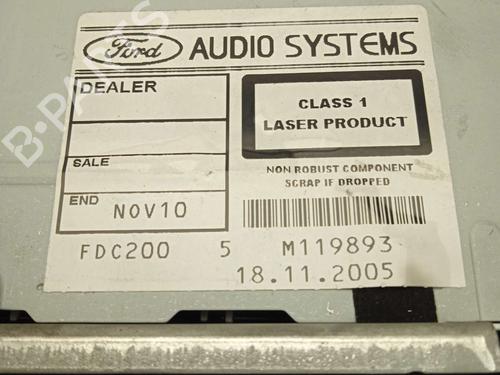 Ford AUDIO SYSTEMS
DEALER
CLASS 1
LASER PRODUCT
SALE
NON ROBUST COMPONENT
SCRAP IF DROPPED
END NOV10
FDC200 5 M119893
18.11.2005
B-PARTS